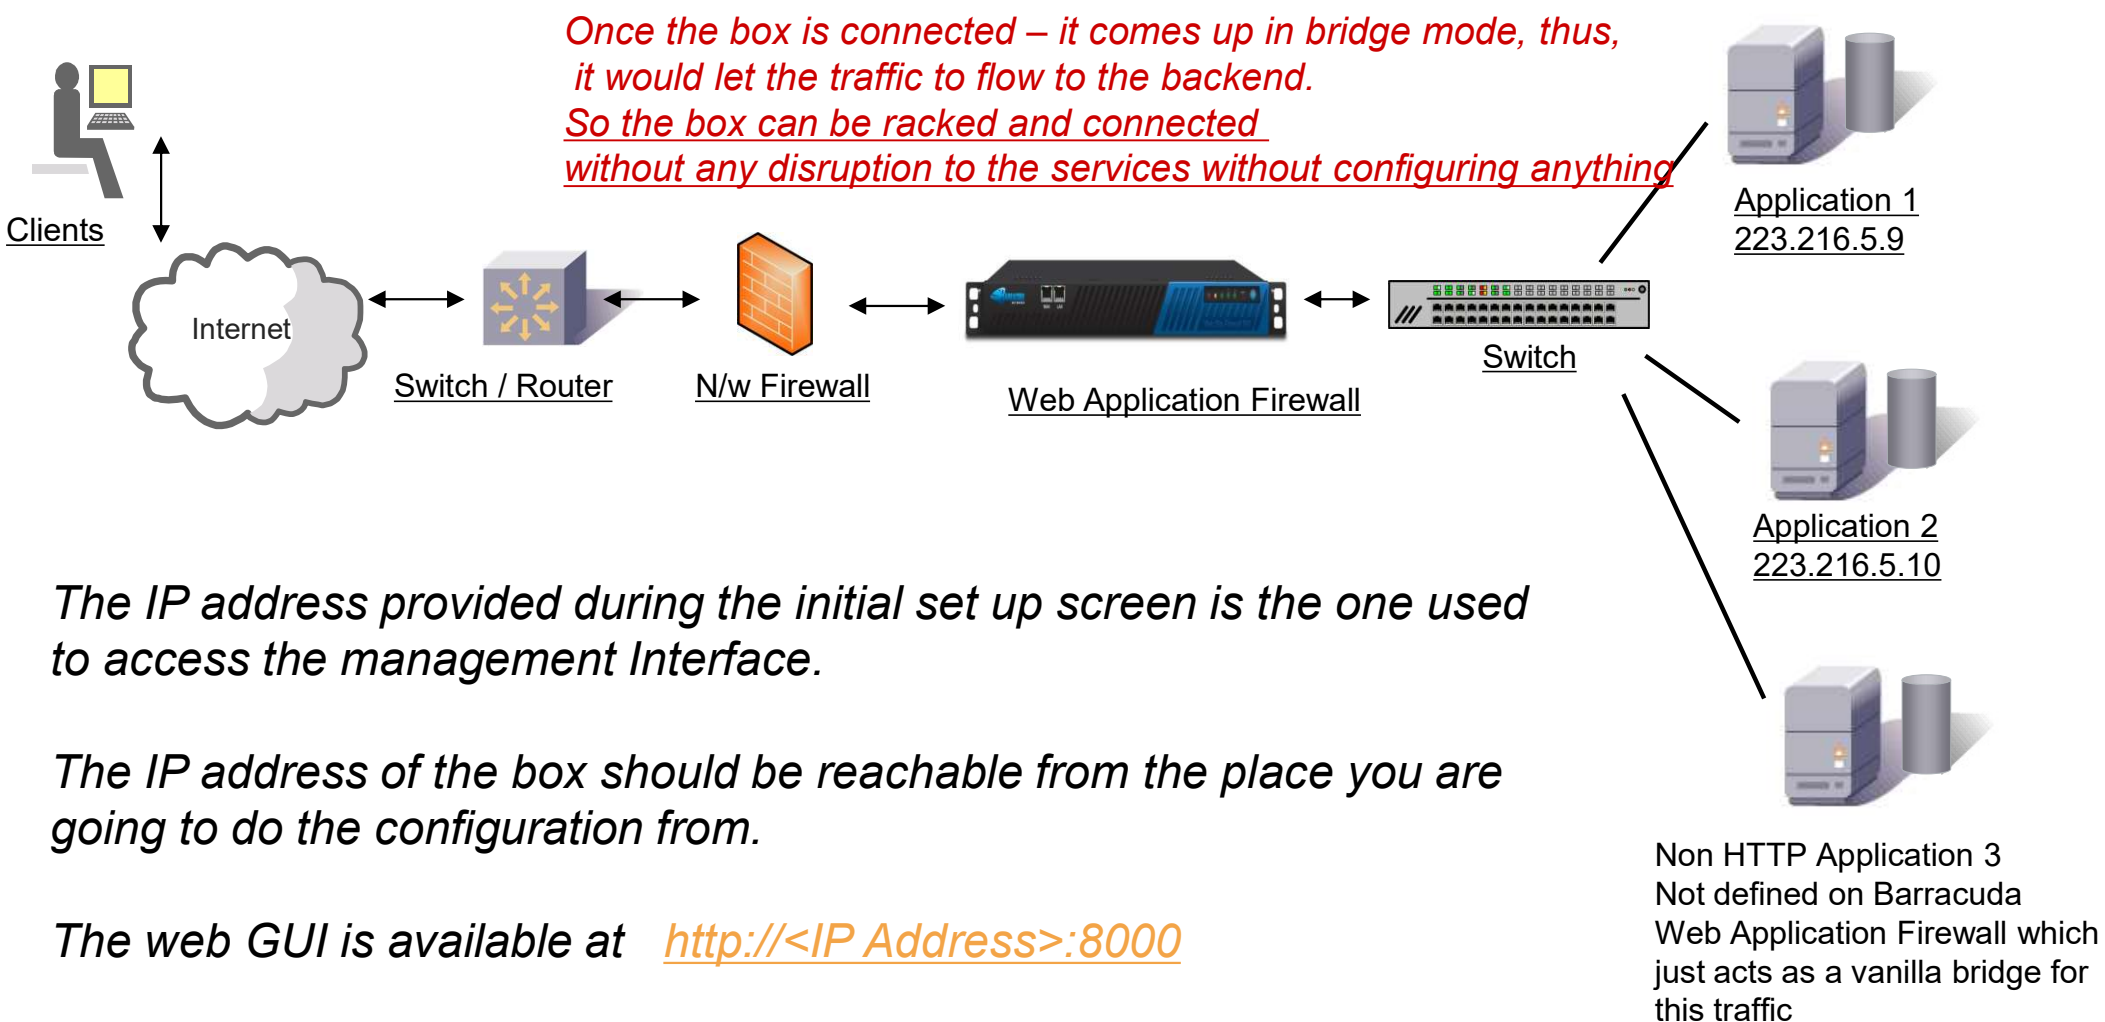 Once the box is connected – it comes up in bridge mode, thus,
it would let the traffic to flow to the backend.
So the box can be racked and connected
without any disruption to the services without configuring anything
Clients
Internet
Switch / Router
N/w Firewall
Web Application Firewall
Switch
Application 1
223.216.5.9
Application 2
223.216.5.10
The IP address provided during the initial set up screen is the one used
to access the management Interface.
The IP address of the box should be reachable from the place you are
going to do the configuration from.
The web GUI is available at http://<IP Address>:8000
Non HTTP Application 3
Not defined on Barracuda
Web Application Firewall which
just acts as a vanilla bridge for
this traffic